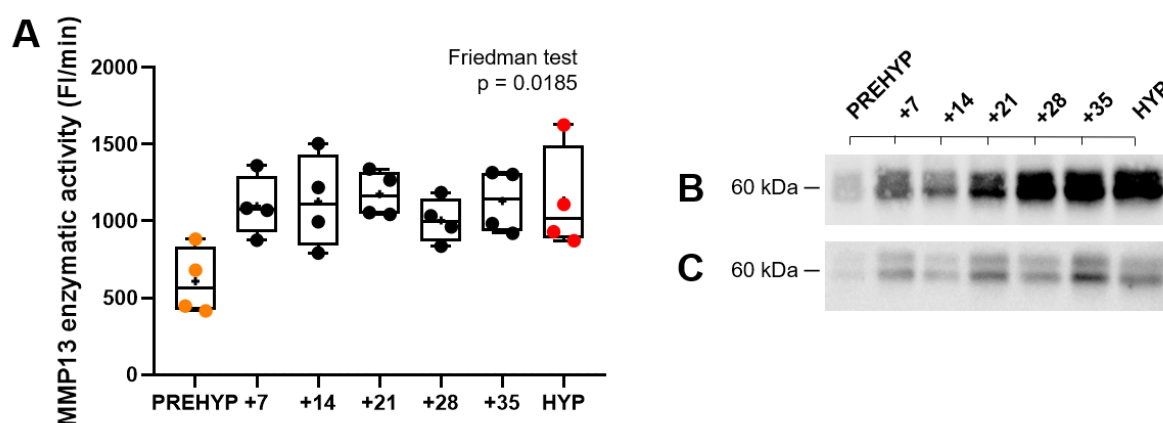 A
MMP13 enzymatic activity (FI/min)
Friedman test
p = 0.0185
2000
1500
1000
500
0
PREHYP +7 +14 +21 +28 +35 HYP
PREHYP +7 +14 +21 +28 +35 HYP
B 60 kDa
C 60 kDa